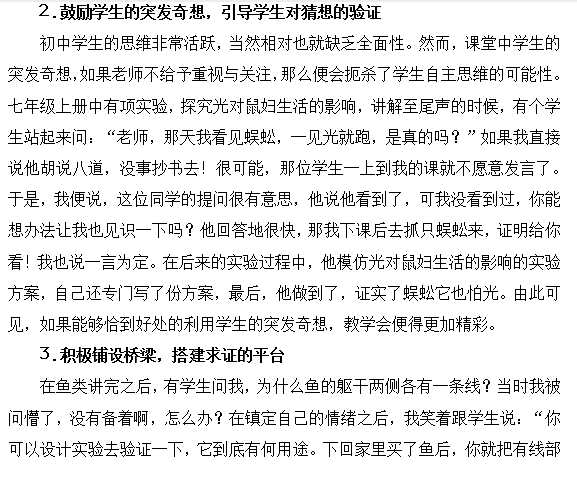 2.鼓励学生的突发奇想，引导学生对猜想的验证
初中学生的思维非常活跃，当然相对也就缺乏全面性。然而，课堂中学生的
突发奇想，如果老师不给予重视与关注，那么便会扼杀了学生自主思维的可能性。
七年级上册中有项实验，探究光对鼠妇生活的影响，讲解至尾声的时候，有个学
生站起来问：“老师，那天我看见蜈蚣，一见光就跑，是真的吗？”如果我直接
说他胡说八道，没事抄书去！很可能，那位学生一上到我的课就不愿意发言了。
于是，我便说，这位同学的提问很有意思，他说他看到了，可我没看到过，你能
想办法让我也见识一下吗？他回答地很快，那我下课后去抓只蜈蚣来，证明给你
看！我也说一言为定。在后来的实验过程中，他模仿光对鼠妇生活的影响的实验
方案，自己还专门写了份方案，最后，他做到了，证实了蜈蚣它也怕光。由此可
见，如果能够恰到好处的利用学生的突发奇想，教学会便得更加精彩。
3.积极铺设桥梁，搭建求证的平台
在鱼类讲完之后，有学生问我，为什么鱼的躯干两侧各有一条线？当时我被
问懵了，没有备着啊，怎么办？在镇定自己的情绪之后，我笑着跟学生说：“你
可以设计实验去验证一下，它到底有何用途。下回家里买了鱼后，你就把有线部